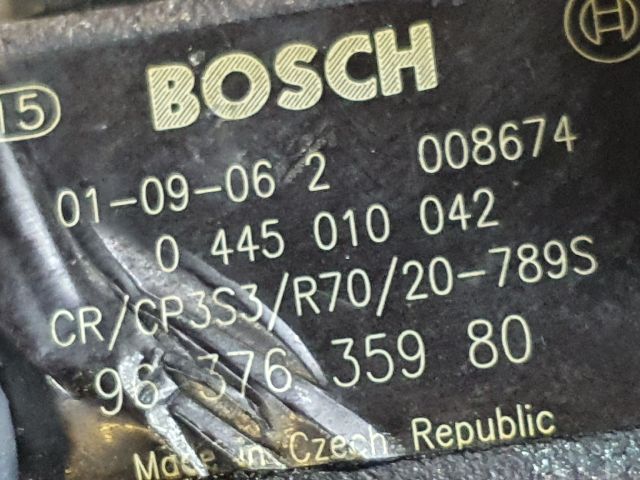 15
BOSCH
01-09-06 2 008674
0 445 010 042
CR/CP3S3/R70/20-789S
96 376 359 80
Made in Czech Republic